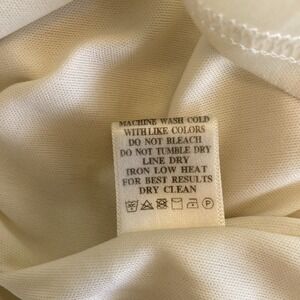 MACHINE WASH COLD
WITH LIKE COLORS
DO NOT BLEACH
DO NOT TUMBLE DRY
LINE DRY
IRON LOW HEAT
FOR BEST RESULTS
DRY CLEAN
P